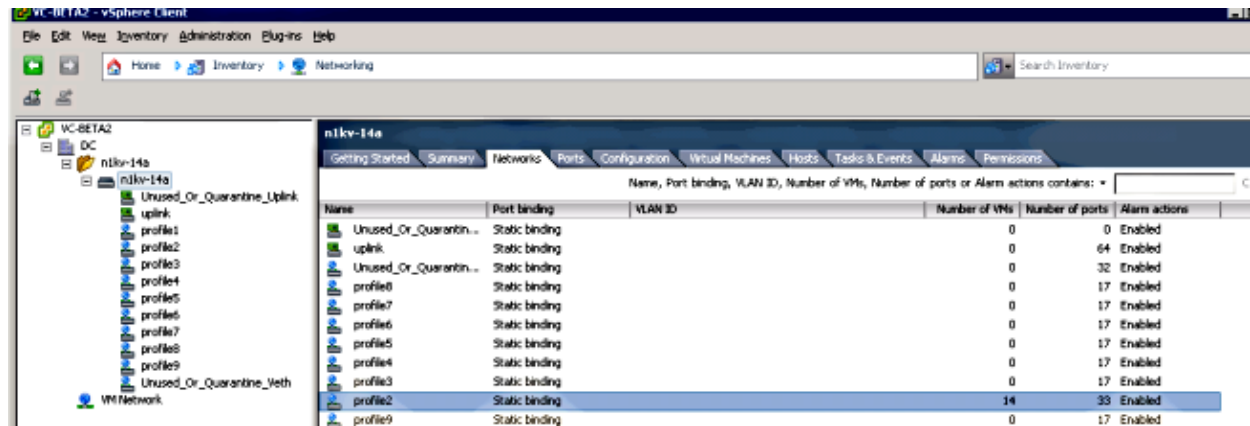 VC-BETA2 - vSphere Client
File Edit View Inventory Administration Plug-ins Help
Home Inventory Networking
Search Inventory
VC-BETA2
DC
n1kv-14a
n1kv-14a
Unused_Or_Quarantine_Uplink
uplink
profile1
profile2
profile3
profile4
profile5
profile6
profile7
profile8
profile9
Unused_Or_Quarantine_Veth
VM Network
n1kv-14a
Getting Started Summary Networks Ports Configuration Virtual Machines Hosts Tasks & Events Alarms Permissions
Name, Port binding, VLAN ID, Number of VMs, Number of ports or Alarm actions contains:
Name Port binding VLAN ID Number of VMs Number of ports Alarm actions
Unused_Or_Quarantin... Static binding 0 0 Enabled
uplink Static binding 0 64 Enabled
Unused_Or_Quarantin... Static binding 0 32 Enabled
profile8 Static binding 0 17 Enabled
profile7 Static binding 0 17 Enabled
profile6 Static binding 0 17 Enabled
profile5 Static binding 0 17 Enabled
profile4 Static binding 0 17 Enabled
profile3 Static binding 0 17 Enabled
profile2 Static binding 14 33 Enabled
profile9 Static binding 0 17 Enabled